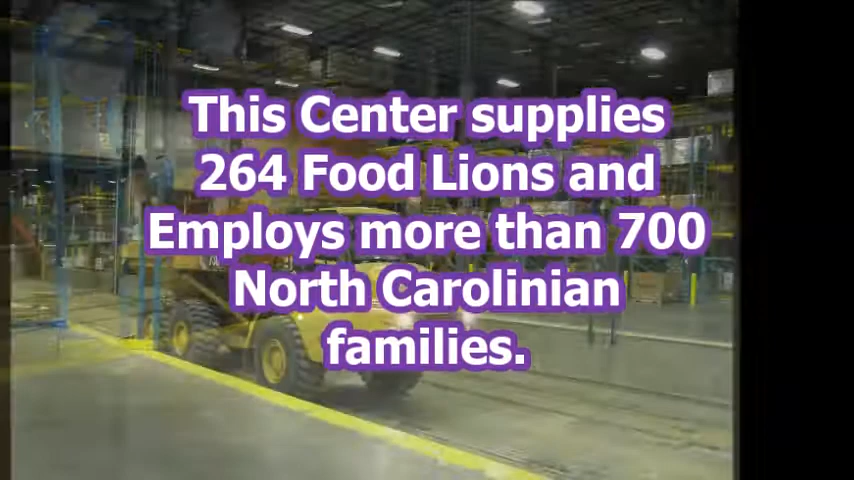 This Center supplies
264 Food Lions and
Employs more than 700
North Carolinian
families.